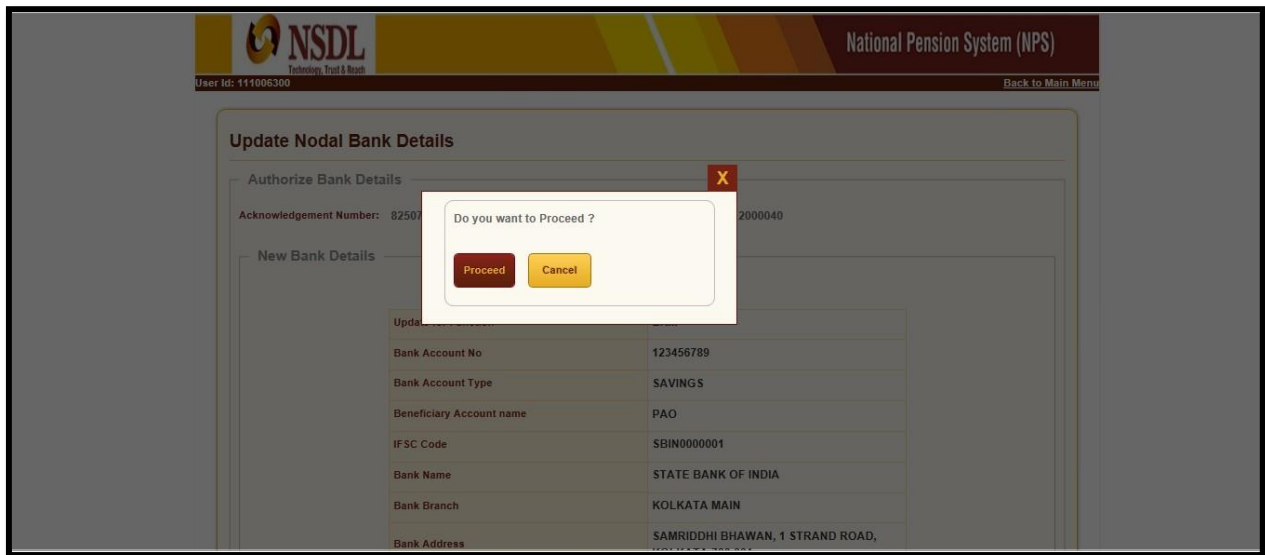 NSDL
Technology, Trust & Reach
National Pension System (NPS)
User Id: 111006300
Back to Main Menu
Update Nodal Bank Details
Authorize Bank Details
X
Acknowledgement Number: 82507
2000040
Do you want to Proceed ?
Proceed Cancel
New Bank Details
Bank Account No 123456789
Bank Account Type SAVINGS
Beneficiary Account name PAO
IFSC Code SBIN0000001
Bank Name STATE BANK OF INDIA
Bank Branch KOLKATA MAIN
Bank Address SAMRIDDHI BHAWAN, 1 STRAND ROAD,